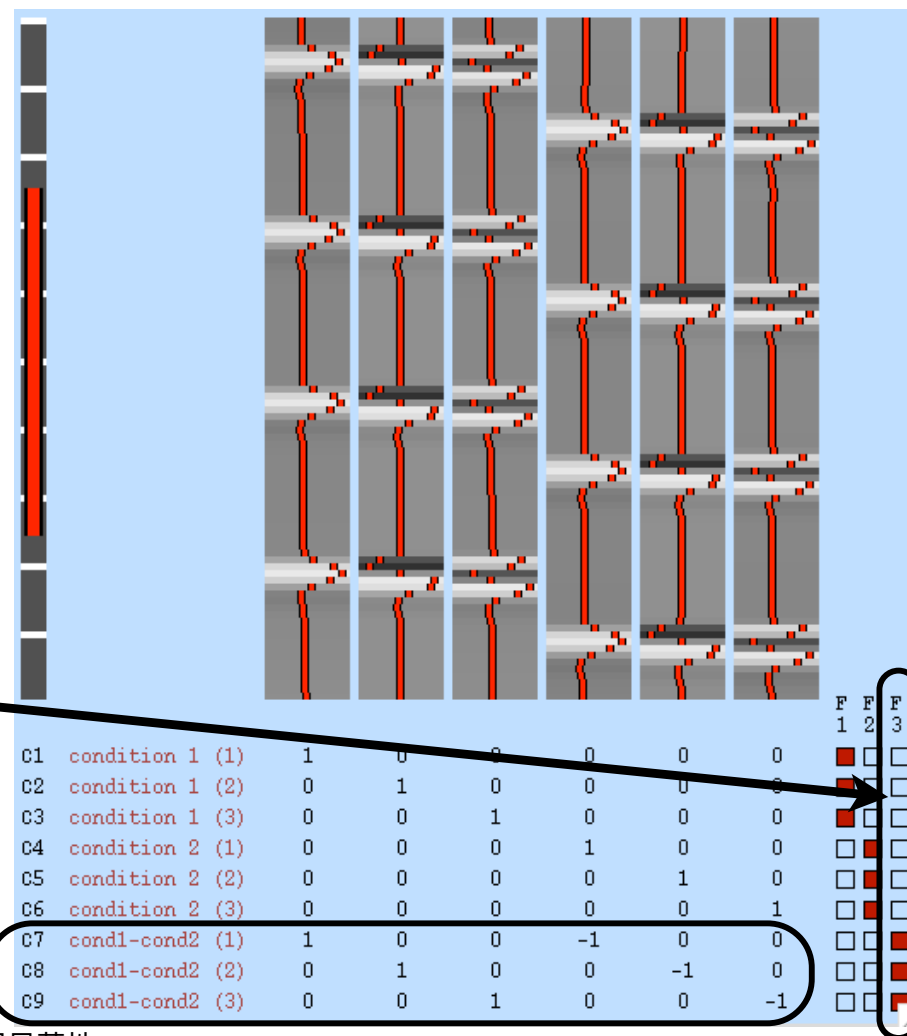 F F F
1 2 3
C1 condition 1 (1) 1 0 0 0 0 0
C2 condition 1 (2) 0 1 0 0 0 0
C3 condition 1 (3) 0 0 1 0 0 0
C4 condition 2 (1) 0 0 0 1 0 0
C5 condition 2 (2) 0 0 0 0 1 0
C6 condition 2 (3) 0 0 0 0 0 1
C7 cond1-cond2 (1) 1 0 0 -1 0 0
C8 cond1-cond2 (2) 0 1 0 0 -1 0
C9 cond1-cond2 (3) 0 0 1 0 0 -1